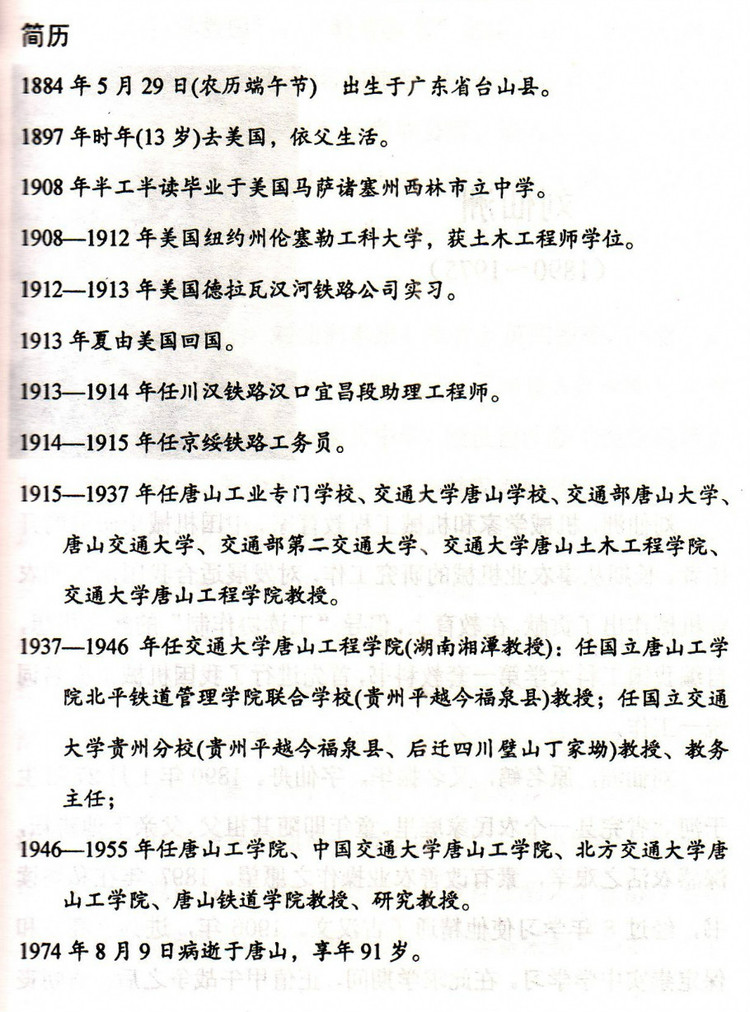 简历
1884 年 5 月 29 日(农历端午节)　出生于广东省台山县。
1897 年时年(13 岁)去美国，依父生活。
1908 年半工半读毕业于美国马萨诸塞州西林市立中学。
1908—1912 年美国纽约州伦塞勒工科大学，获土木工程师学位。
1912—1913 年美国德拉瓦汉河铁路公司实习。
1913 年夏由美国回国。
1913—1914 年任川汉铁路汉口宜昌段助理工程师。
1914—1915 年任京绥铁路工务员。
1915—1937 年任唐山工业专门学校、交通大学唐山学校、交通部唐山大学、
唐山交通大学、交通部第二交通大学、交通大学唐山土木工程学院、
交通大学唐山工程学院教授。
1937—1946 年任交通大学唐山工程学院(湖南湘潭教授)：任国立唐山工学
院北平铁道管理学院联合学校(贵州平越今福泉县)教授；任国立交通
大学贵州分校(贵州平越今福泉县、后迁四川璧山丁家坳)教授、教务
主任；
1946—1955 年任唐山工学院、中国交通大学唐山工学院、北方交通大学唐
山工学院、唐山铁道学院教授、研究教授。
1974 年 8 月 9 日病逝于唐山，享年 91 岁。